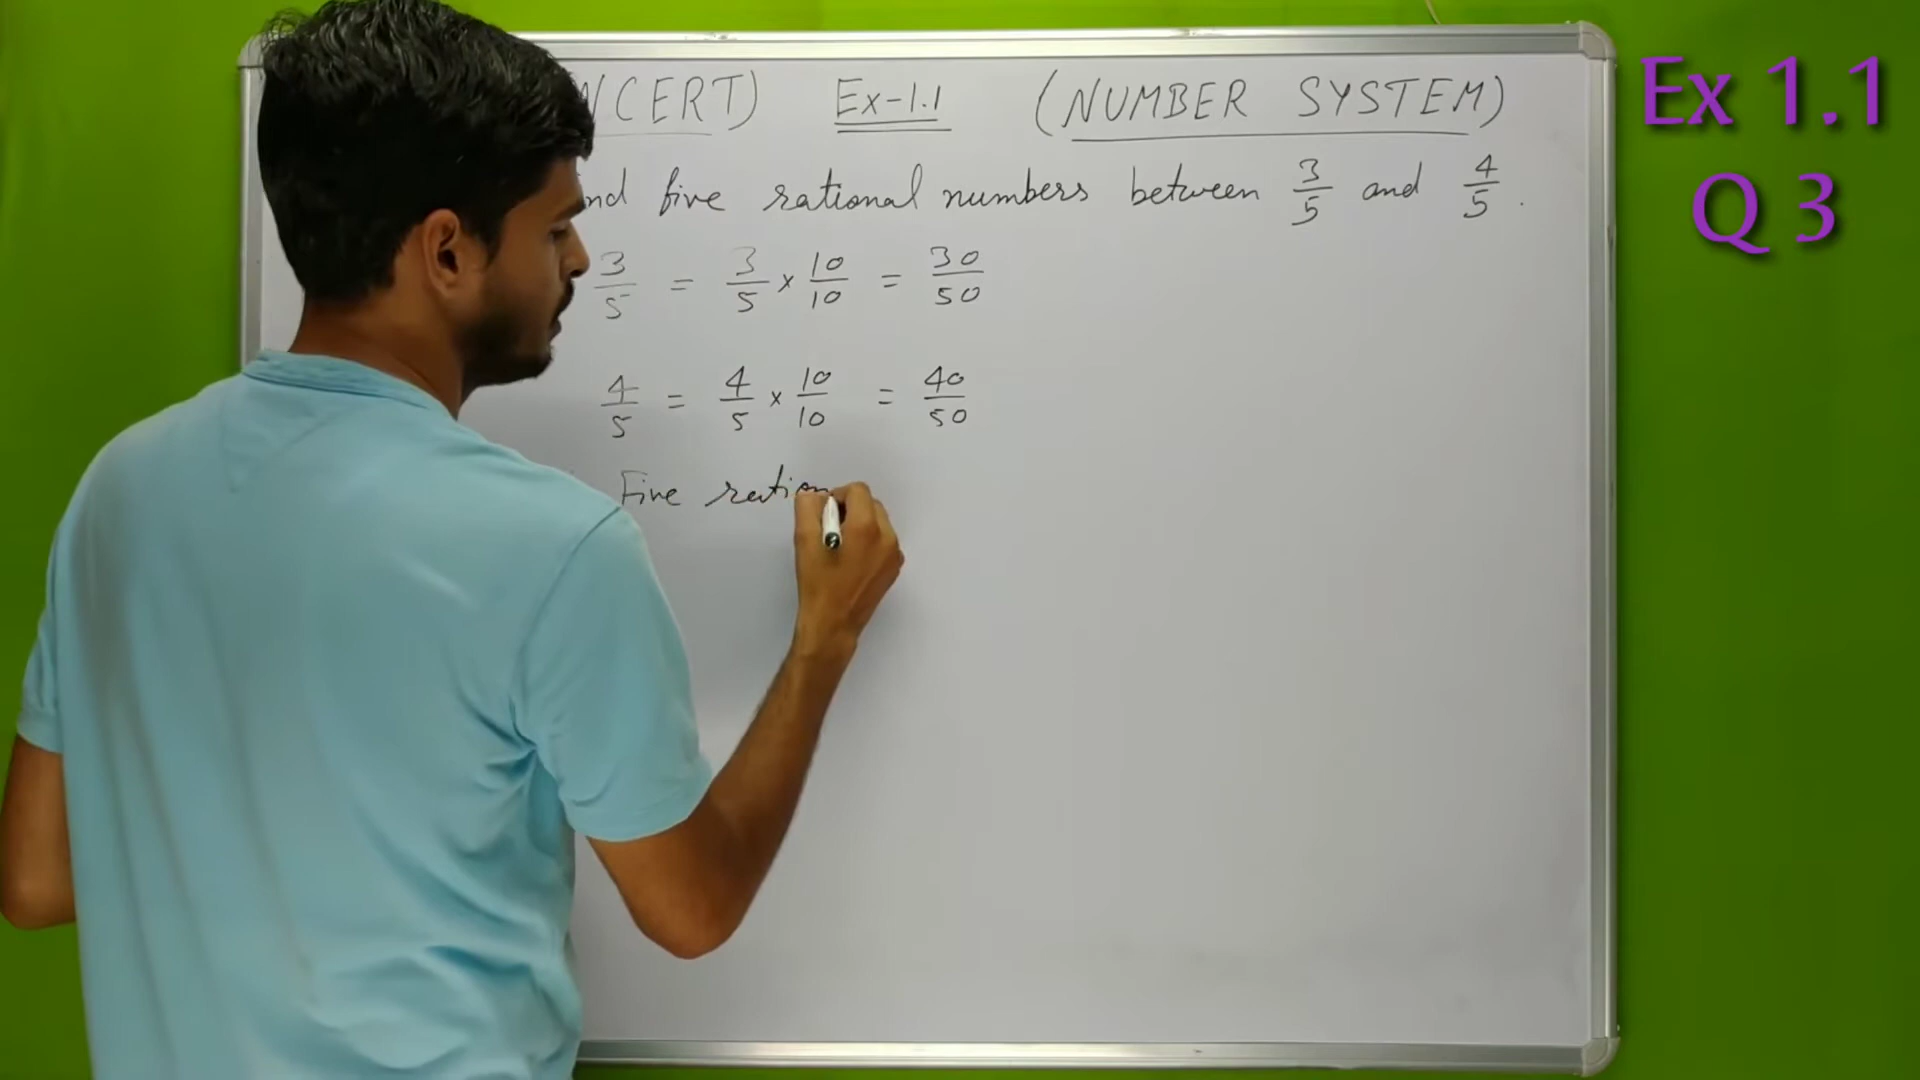 NCERT) Ex-1.1 (NUMBER SYSTEM)
nd five rational numbers between 3/5 and 4/5 .
3/5 = 3/5 × 10/10 = 30/50
4/5 = 4/5 × 10/10 = 40/50
Five ration
Ex 1.1
Q 3